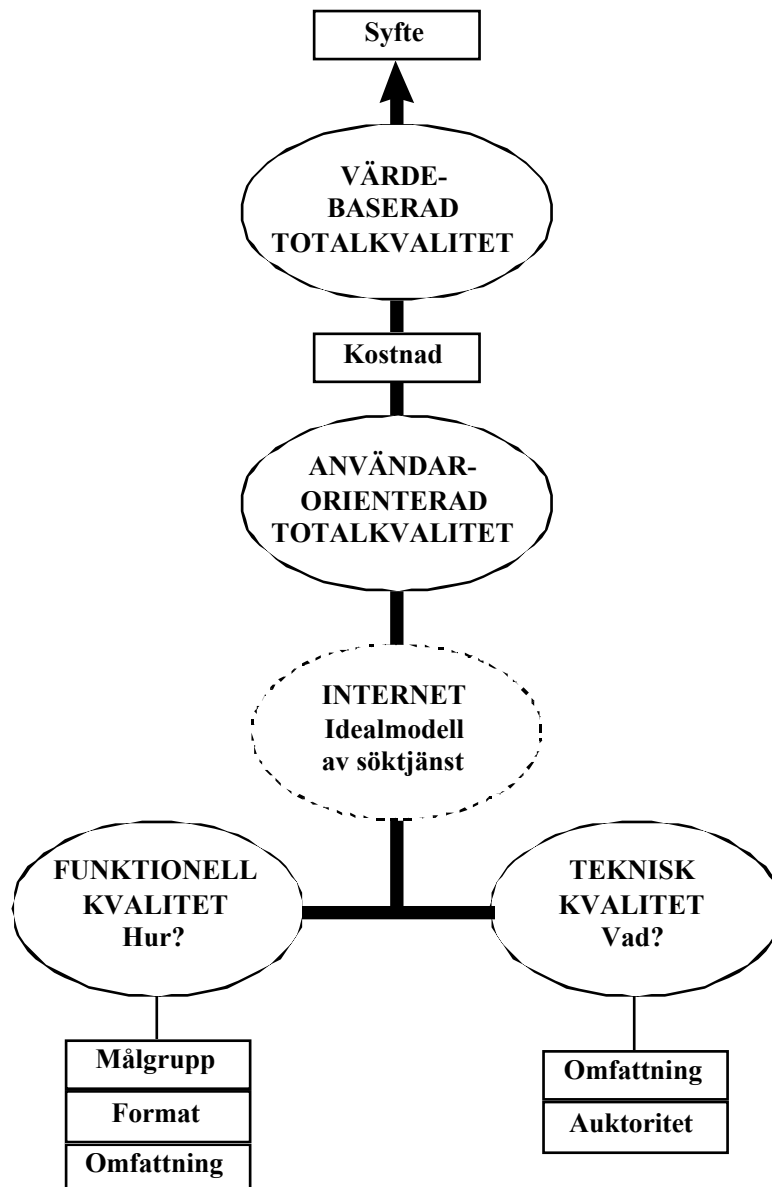 Syfte
VÄRDE-
BASERAD
TOTALKVALITET
Kostnad
ANVÄNDAR-
ORIENTERAD
TOTALKVALITET
INTERNET
Idealmodell
av söktjänst
FUNKTIONELL
KVALITET
Hur?
TEKNISK
KVALITET
Vad?
Målgrupp
Format
Omfattning
Omfattning
Auktoritet